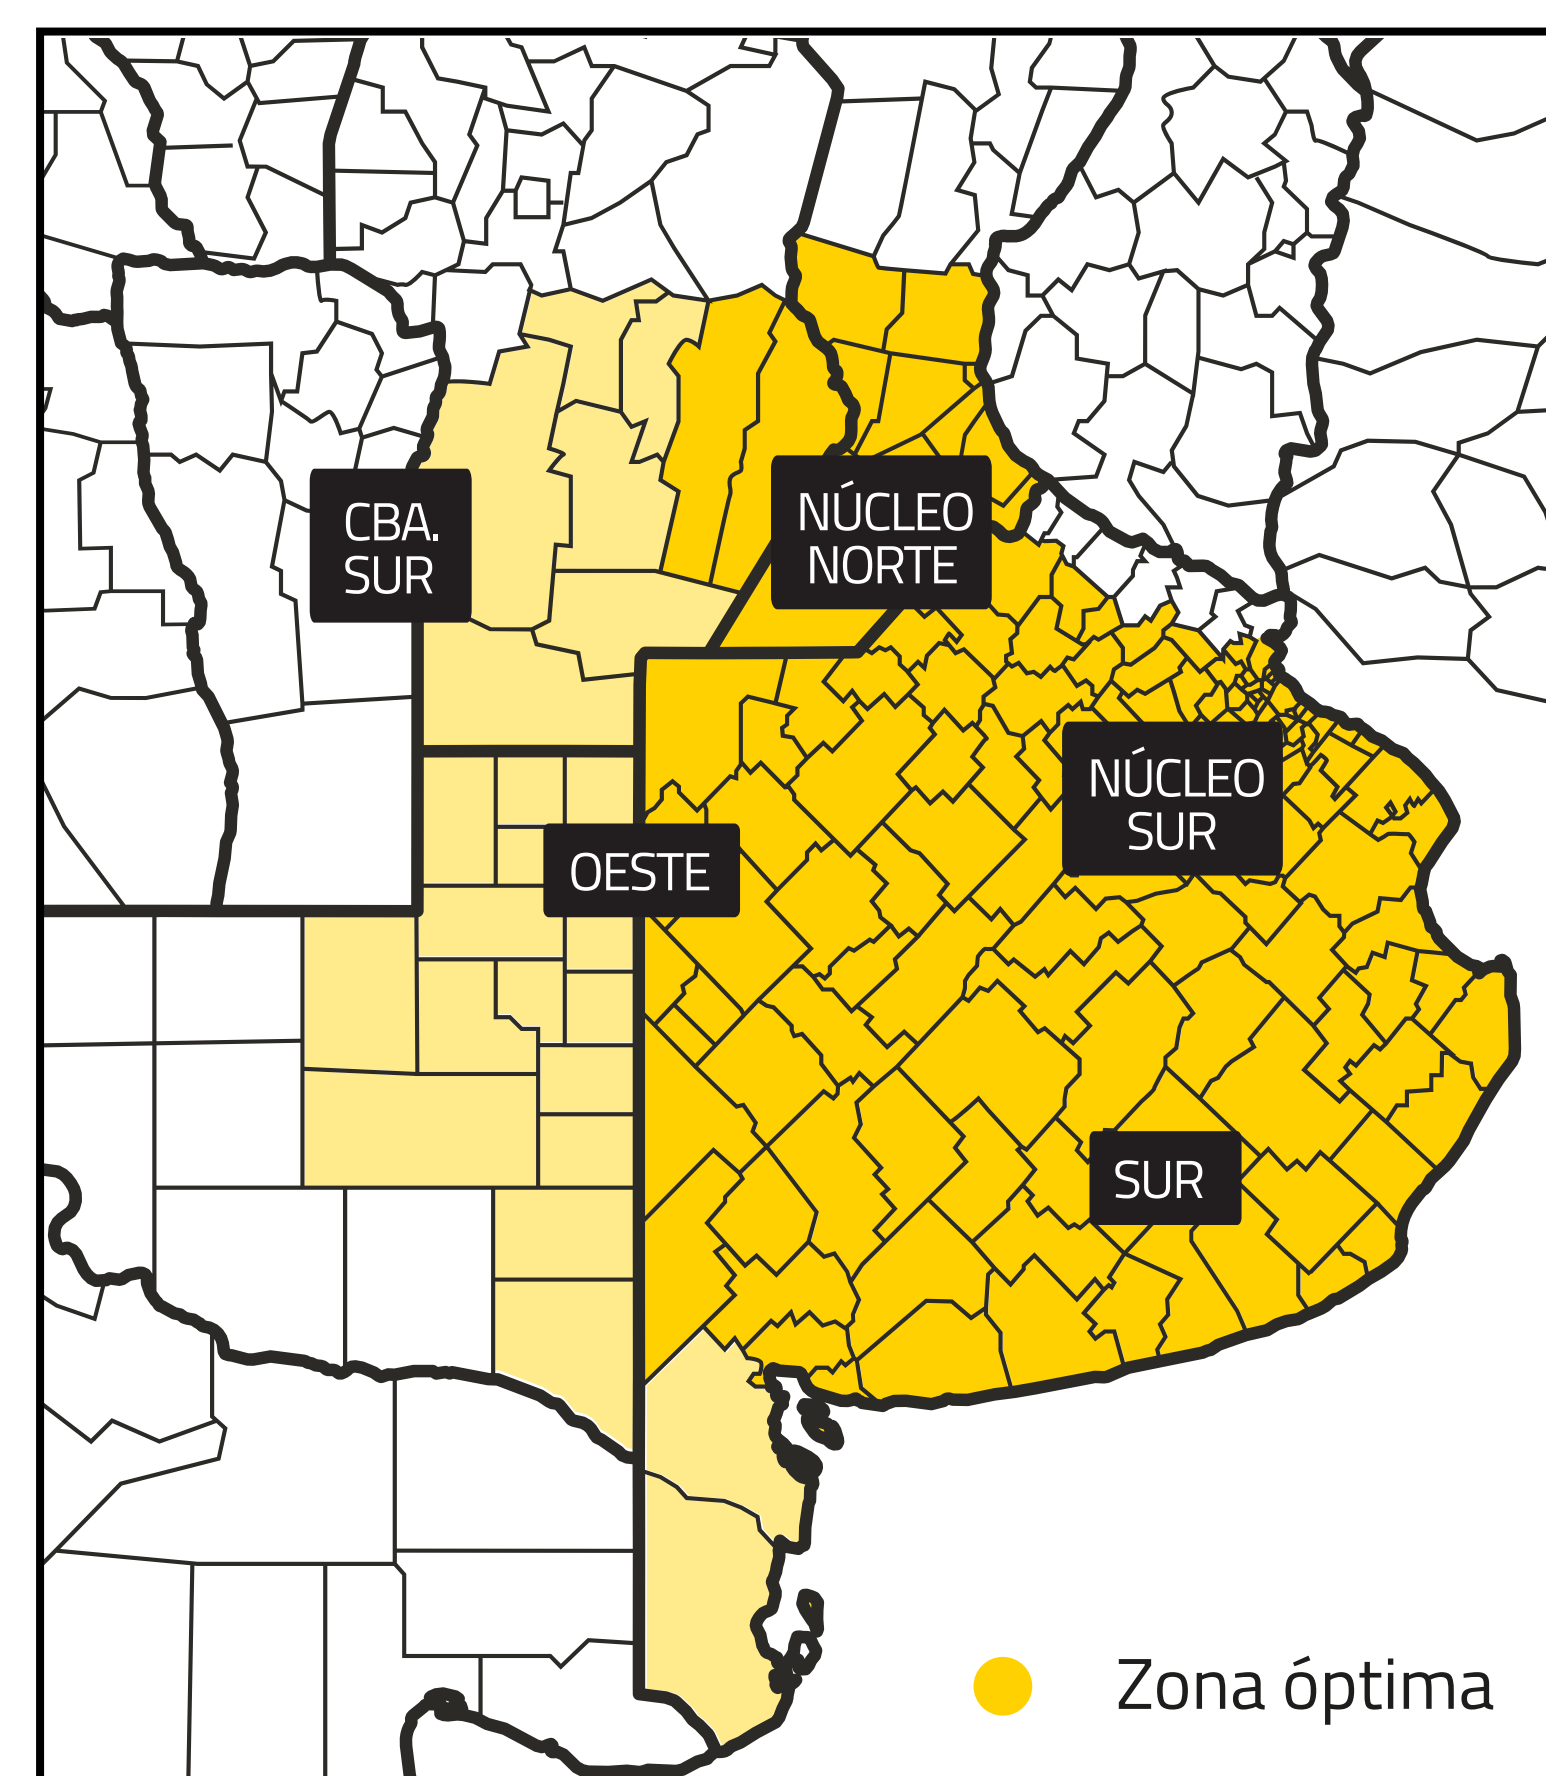 CBA.
SUR
NÚCLEO
NORTE
NÚCLEO
SUR
OESTE
SUR
Zona óptima